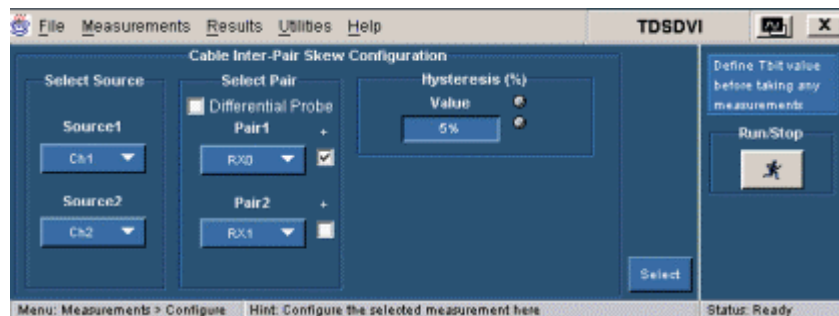 File Measurements Results Utilities Help TDSDVI X
Cable Inter-Pair Skew Configuration
Select Source
Source1
Ch1
Source2
Ch2
Select Pair
Differential Probe
Pair1 +
RX0
Pair2 +
RX1
Hysteresis (%)
Value
5%
Select
Define Tbit value
before taking any
measurements
Run/Stop
Menu: Measurements > Configure Hint: Configure the selected measurement here Status: Ready